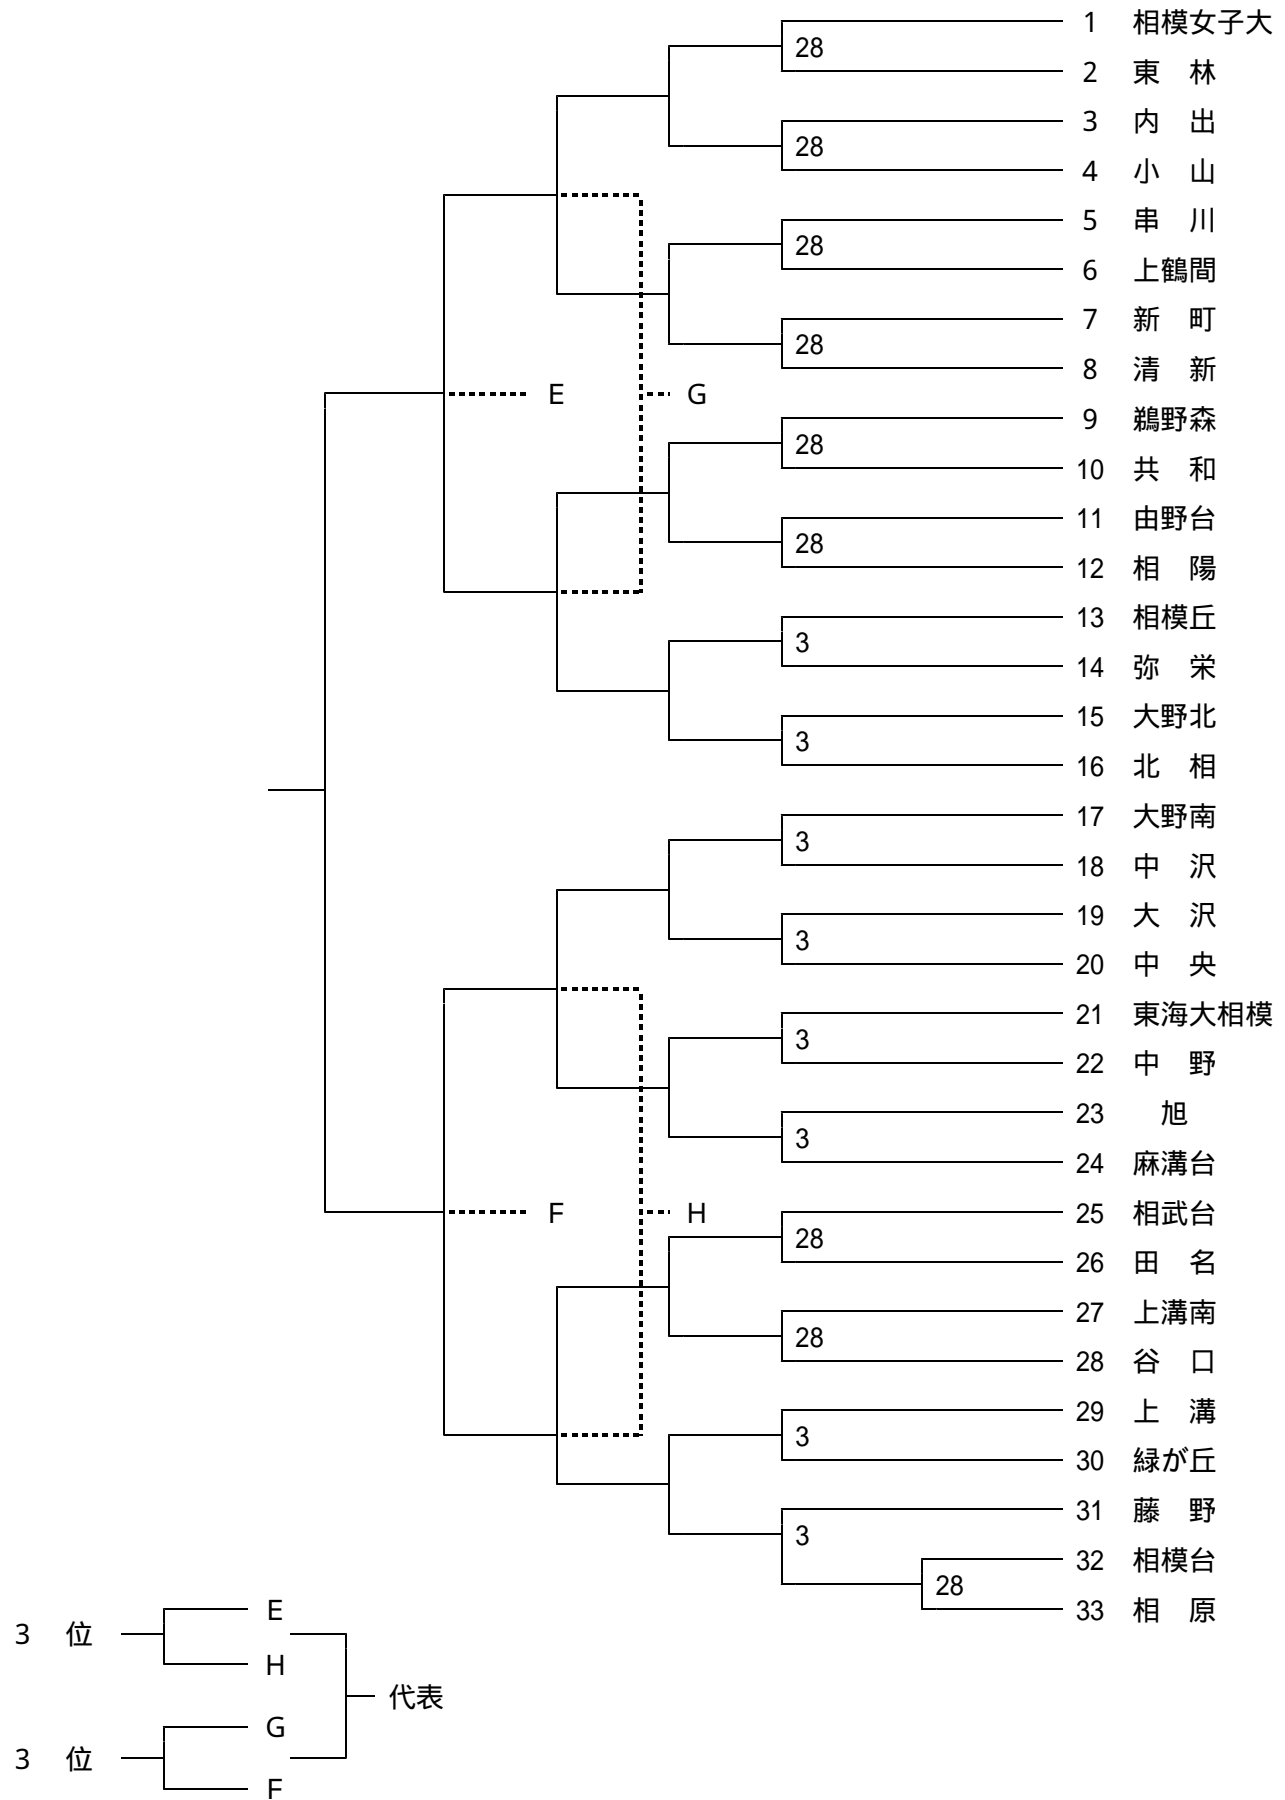 1 相模女子大
28
2 東　林
3 内　出
28
4 小　山
5 串　川
28
6 上鶴間
7 新　町
28
8 清　新
E G
9 鵜野森
28
10 共　和
11 由野台
28
12 相　陽
13 相模丘
3
14 弥　栄
15 大野北
3
16 北　相
17 大野南
3
18 中　沢
19 大　沢
3
20 中　央
21 東海大相模
3
22 中　野
23 旭
3
24 麻溝台
F H
25 相武台
28
26 田　名
27 上溝南
28
28 谷　口
29 上　溝
3
30 緑が丘
31 藤　野
3
32 相模台
28
33 相　原
E
3　位
H
代表
G
3　位
F